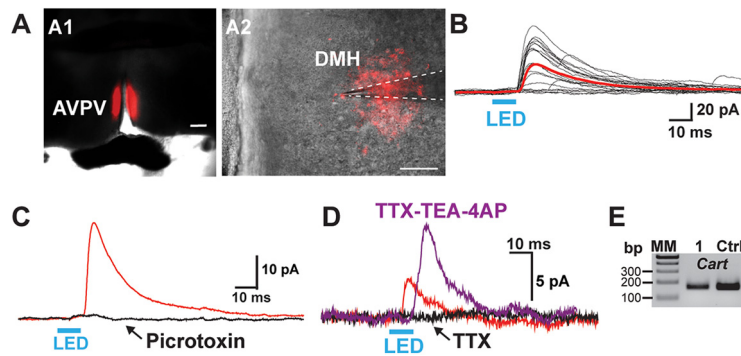 A
A1
AVPV
A2
DMH
B
LED
20 pA
10 ms
C
10 pA
10 ms
LED
Picrotoxin
D
TTX-TEA-4AP
10 ms
5 pA
LED
TTX
E
bp MM 1 Ctrl
Cart
300
200
100